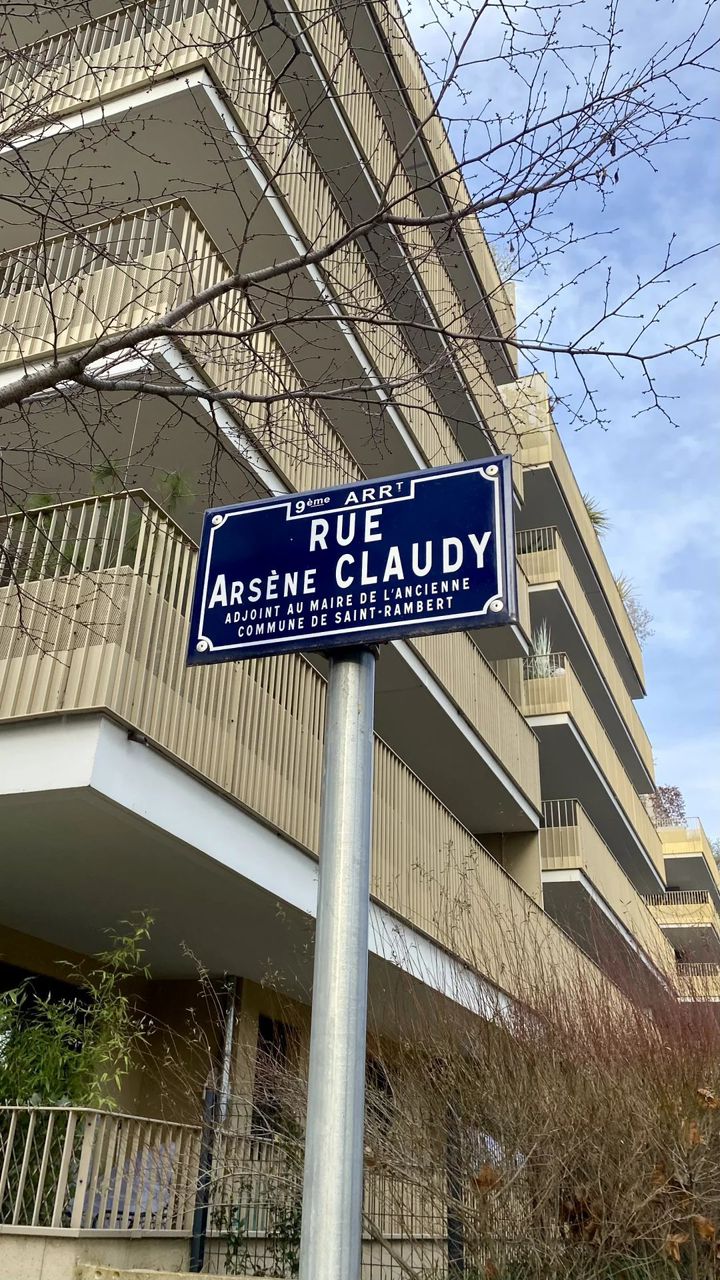 9ème ARRT
RUE
ARSÈNE CLAUDY
ADJOINT AU MAIRE DE L'ANCIENNE
COMMUNE DE SAINT-RAMBERT